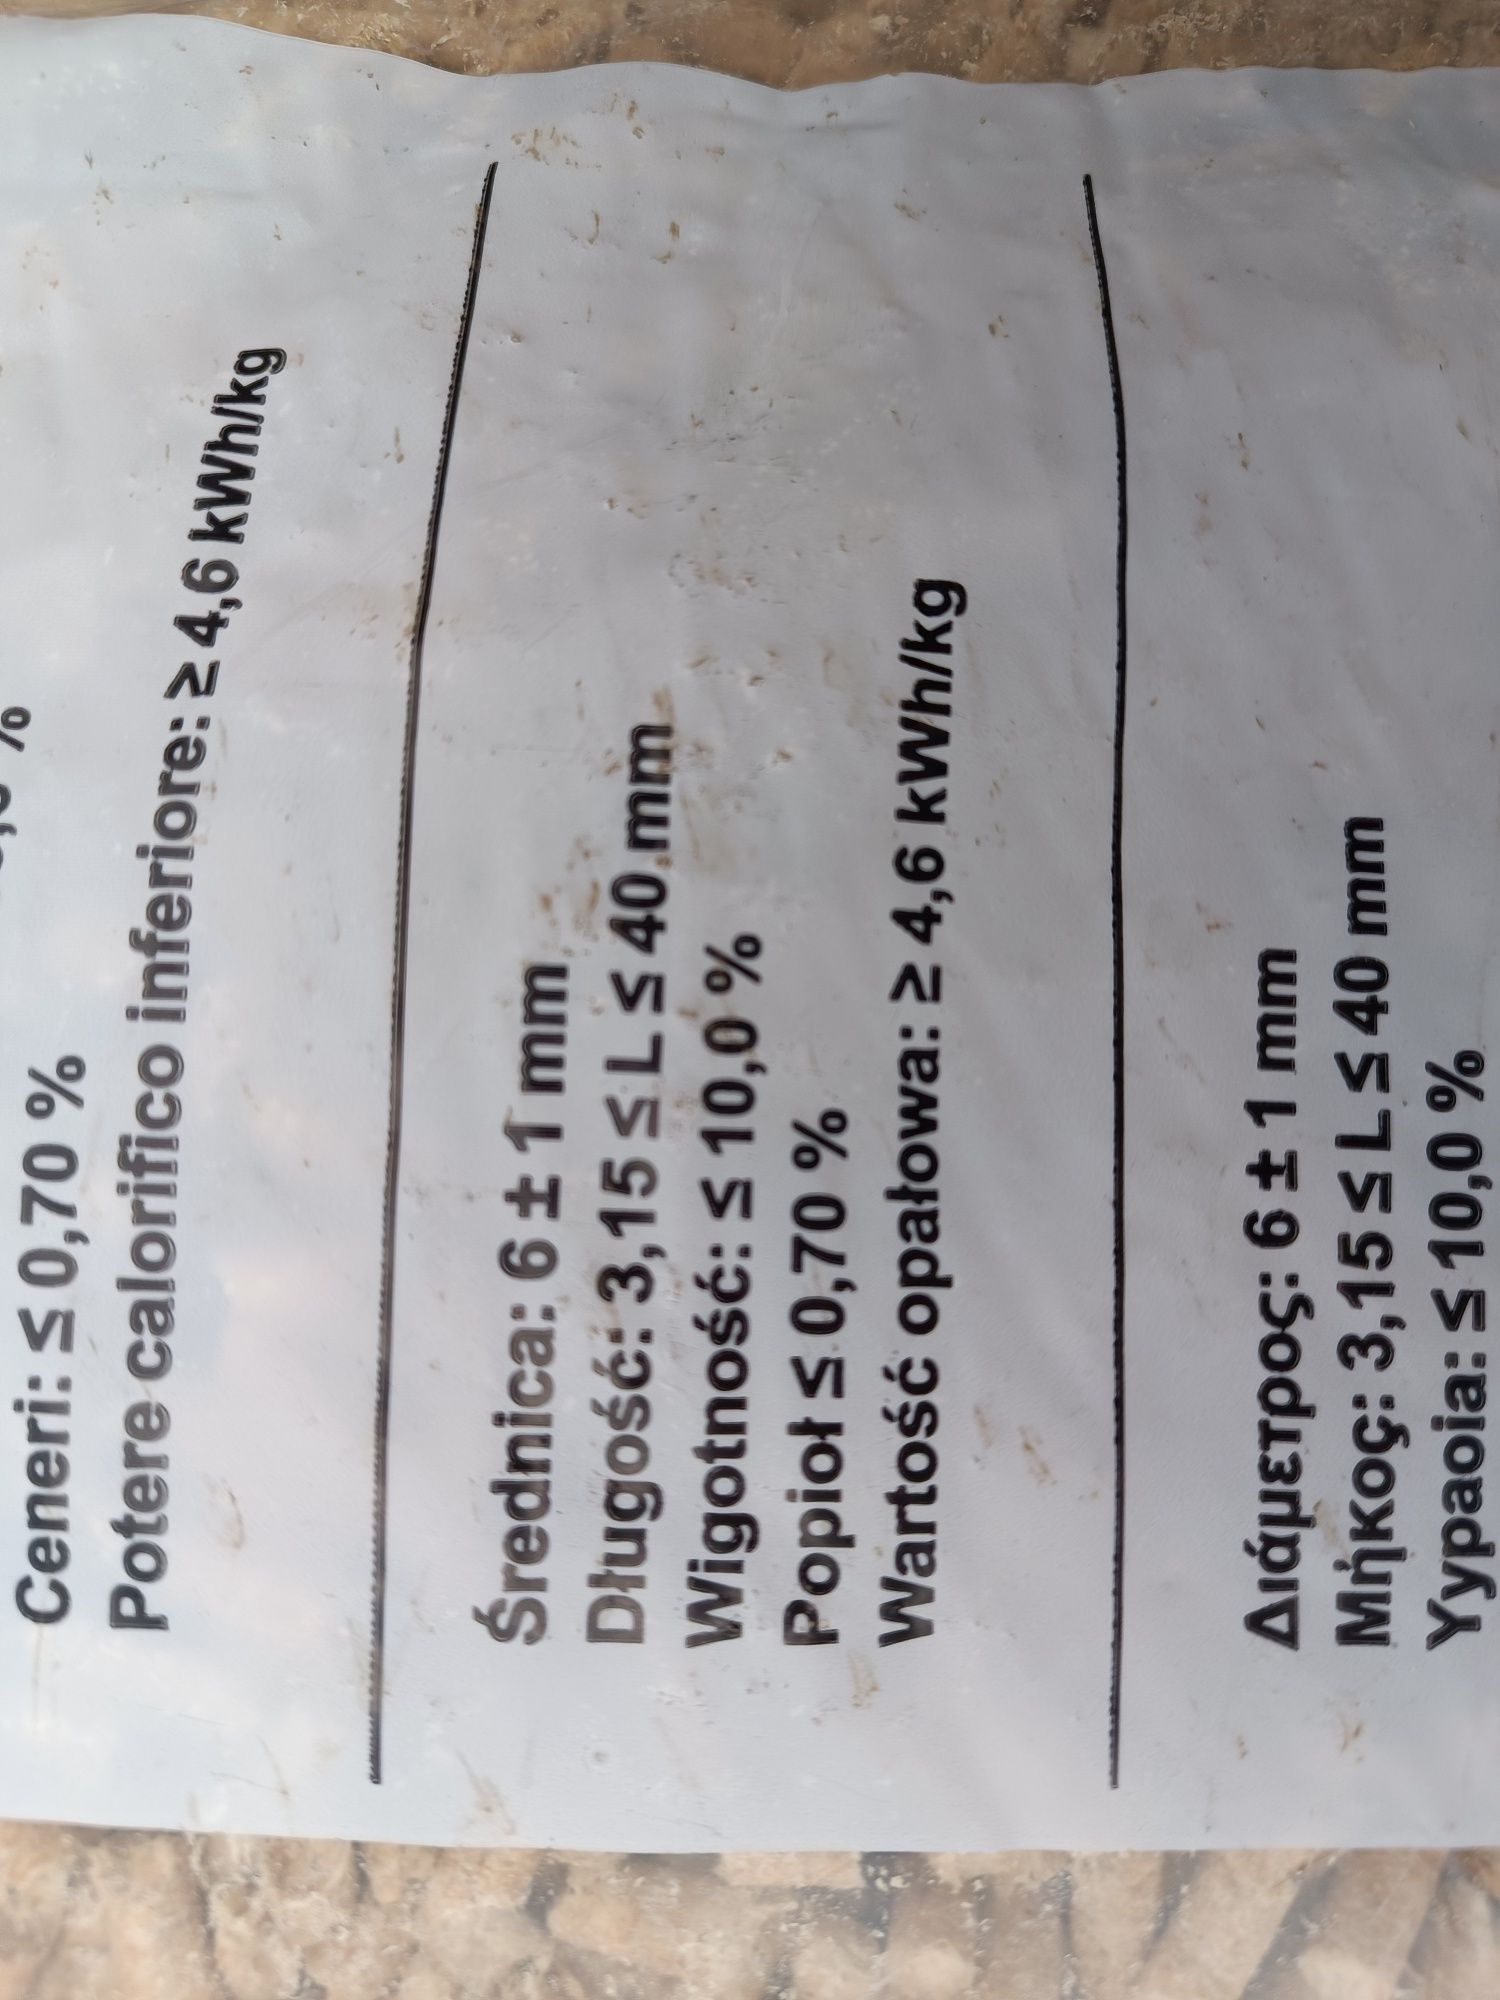 %
Ceneri: ≤ 0,70 %
Potere calorifico inferiore: ≥ 4,6 kWh/kg
Średnica: 6 ± 1 mm
Długość: 3,15 ≤ L ≤ 40 mm
Wigotność: ≤ 10,0 %
Popioł ≤ 0,70 %
Wartość opałowa: ≥ 4,6 kWh/kg
Διάμετρος: 6 ± 1 mm
Μήκος: 3,15 ≤ L ≤ 40 mm
Υγρασια: ≤ 10,0 %